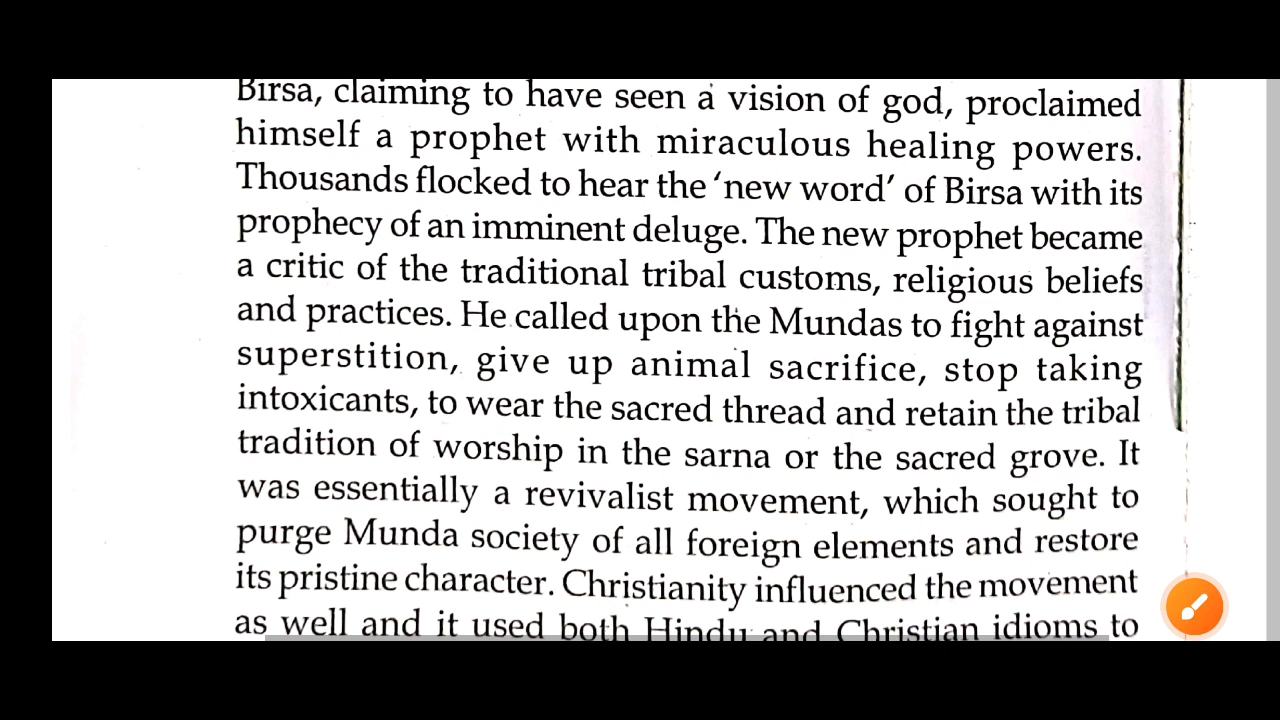 Birsa, claiming to have seen a vision of god, proclaimed
himself a prophet with miraculous healing powers.
Thousands flocked to hear the ‘new word’ of Birsa with its
prophecy of an imminent deluge. The new prophet became
a critic of the traditional tribal customs, religious beliefs
and practices. He called upon the Mundas to fight against
superstition, give up animal sacrifice, stop taking
intoxicants, to wear the sacred thread and retain the tribal
tradition of worship in the sarna or the sacred grove. It
was essentially a revivalist movement, which sought to
purge Munda society of all foreign elements and restore
its pristine character. Christianity influenced the movement
as well and it used both Hindu and Christian idioms to